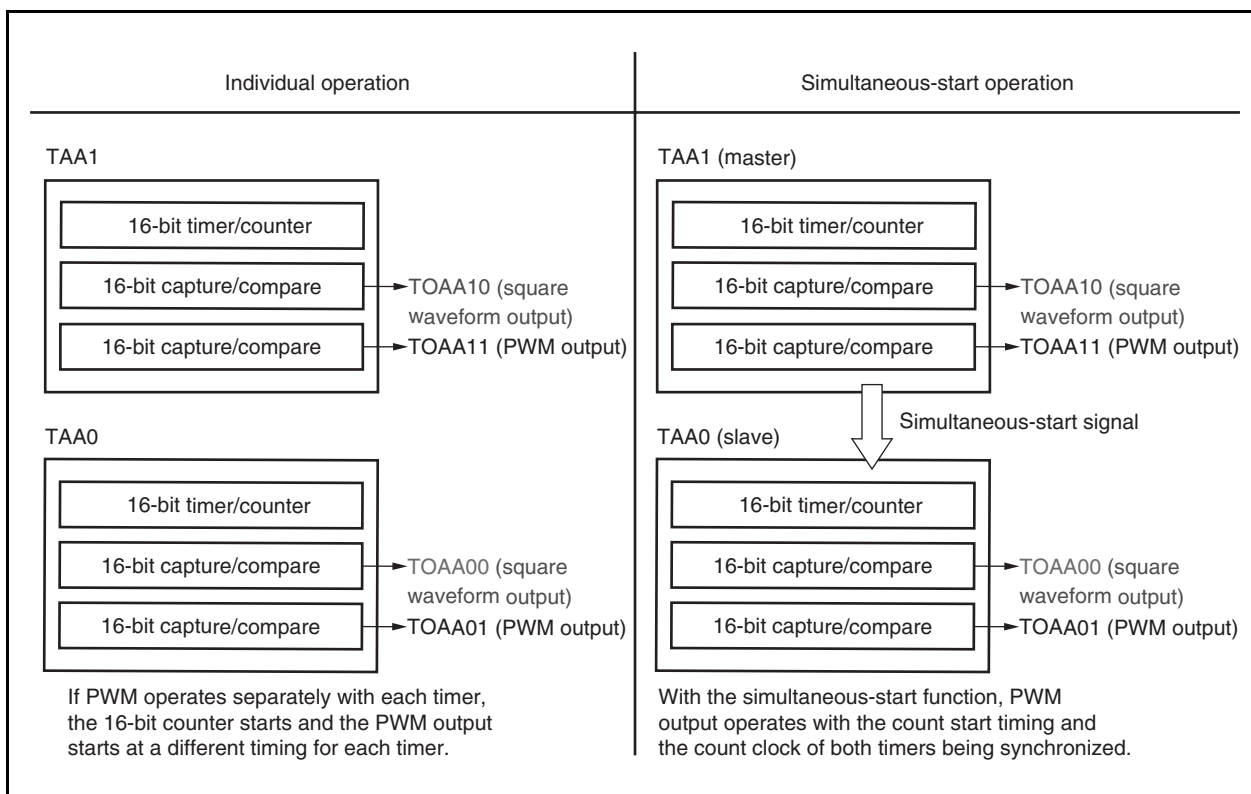 Individual operation
TAA1
16-bit timer/counter
16-bit capture/compare
TOAA10 (square
waveform output)
16-bit capture/compare
TOAA11 (PWM output)
TAA0
16-bit timer/counter
16-bit capture/compare
TOAA00 (square
waveform output)
16-bit capture/compare
TOAA01 (PWM output)
If PWM operates separately with each timer,
the 16-bit counter starts and the PWM output
starts at a different timing for each timer.
Simultaneous-start operation
TAA1 (master)
16-bit timer/counter
16-bit capture/compare
TOAA10 (square
waveform output)
16-bit capture/compare
TOAA11 (PWM output)
Simultaneous-start signal
TAA0 (slave)
16-bit timer/counter
16-bit capture/compare
TOAA00 (square
waveform output)
16-bit capture/compare
TOAA01 (PWM output)
With the simultaneous-start function, PWM
output operates with the count start timing and
the count clock of both timers being synchronized.